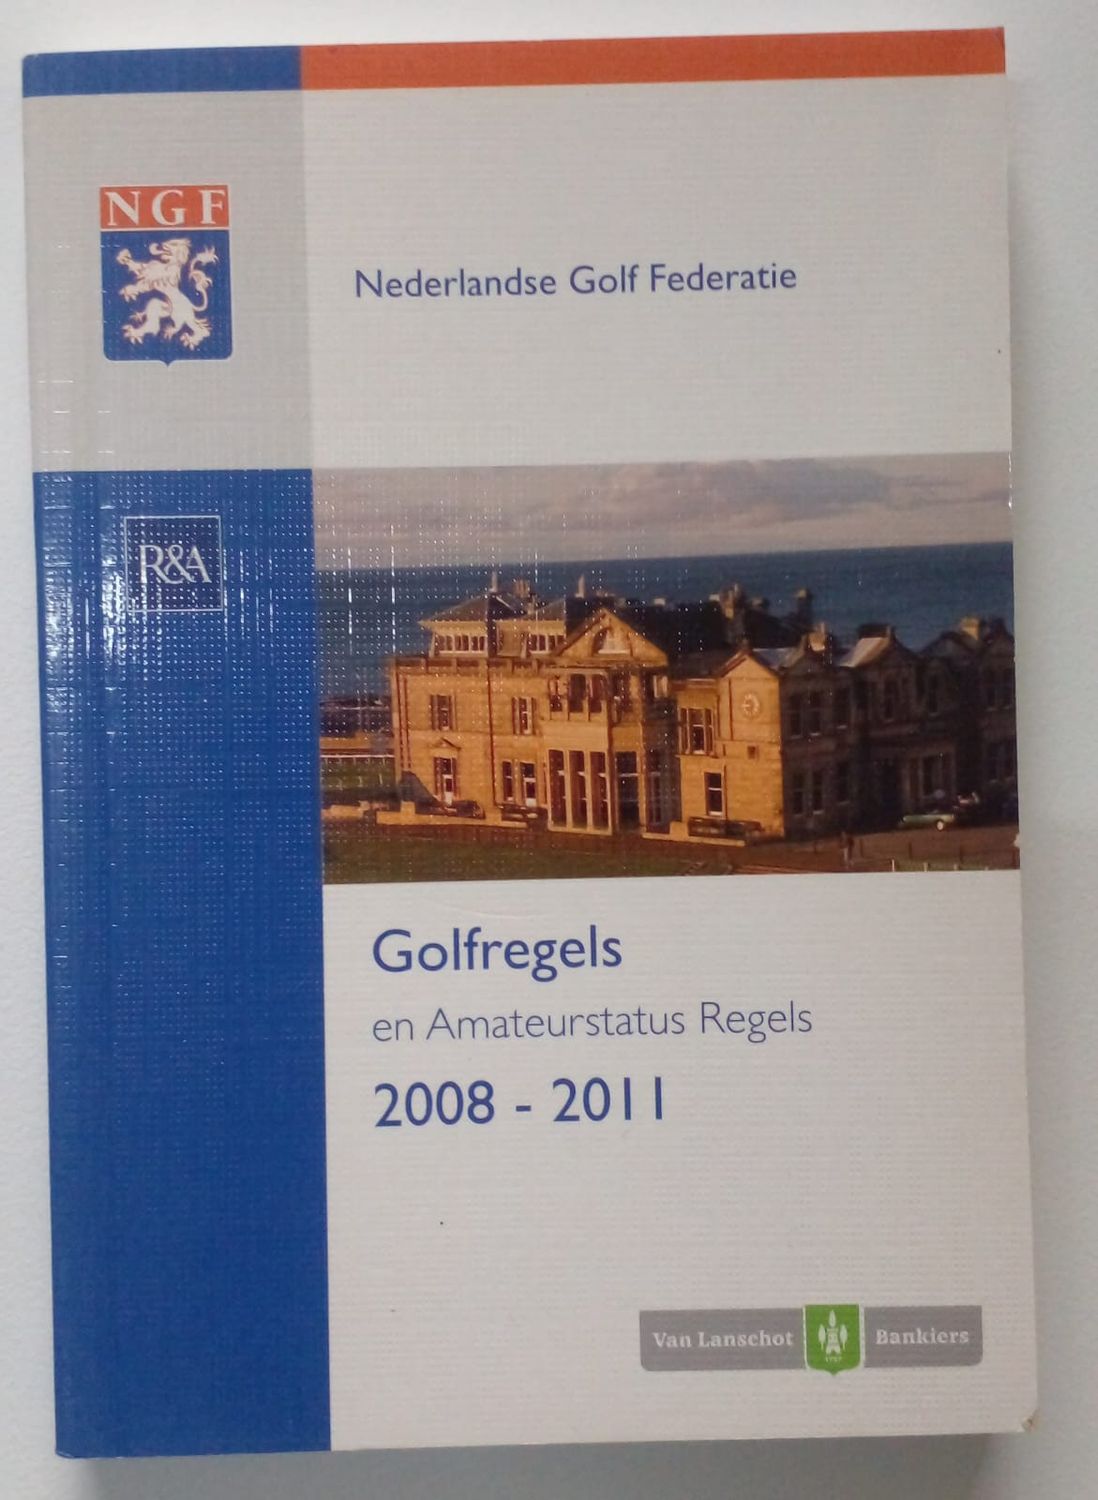 NGF
Nederlandse Golf Federatie
R&A
Golfregels
en Amateurstatus Regels
2008 - 2011
Van Lanschot Bankiers